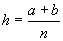 h = (a + b) / n